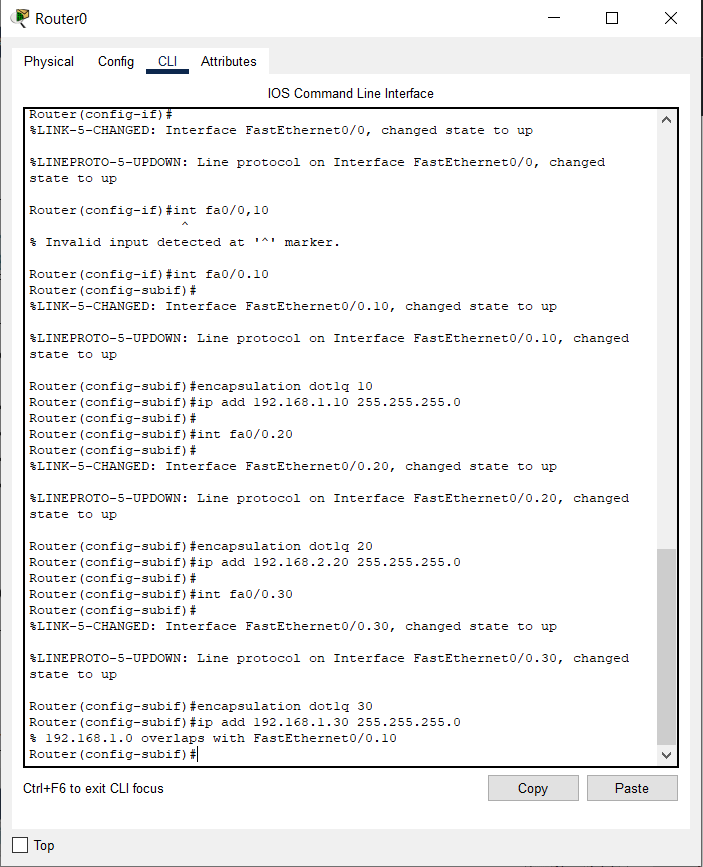 Router0
Physical Config CLI Attributes
IOS Command Line Interface
Router(config-if)#
%LINK-5-CHANGED: Interface FastEthernet0/0, changed state to up
%LINEPROTO-5-UPDOWN: Line protocol on Interface FastEthernet0/0, changed
state to up
Router(config-if)#int fa0/0,10
^
% Invalid input detected at '^' marker.
Router(config-if)#int fa0/0.10
Router(config-subif)#
%LINK-5-CHANGED: Interface FastEthernet0/0.10, changed state to up
%LINEPROTO-5-UPDOWN: Line protocol on Interface FastEthernet0/0.10, changed
state to up
Router(config-subif)#encapsulation dot1q 10
Router(config-subif)#ip add 192.168.1.10 255.255.255.0
Router(config-subif)#
Router(config-subif)#int fa0/0.20
Router(config-subif)#
%LINK-5-CHANGED: Interface FastEthernet0/0.20, changed state to up
%LINEPROTO-5-UPDOWN: Line protocol on Interface FastEthernet0/0.20, changed
state to up
Router(config-subif)#encapsulation dot1q 20
Router(config-subif)#ip add 192.168.2.20 255.255.255.0
Router(config-subif)#
Router(config-subif)#int fa0/0.30
Router(config-subif)#
%LINK-5-CHANGED: Interface FastEthernet0/0.30, changed state to up
%LINEPROTO-5-UPDOWN: Line protocol on Interface FastEthernet0/0.30, changed
state to up
Router(config-subif)#encapsulation dot1q 30
Router(config-subif)#ip add 192.168.1.30 255.255.255.0
% 192.168.1.0 overlaps with FastEthernet0/0.10
Router(config-subif)#
Ctrl+F6 to exit CLI focus Copy Paste
Top